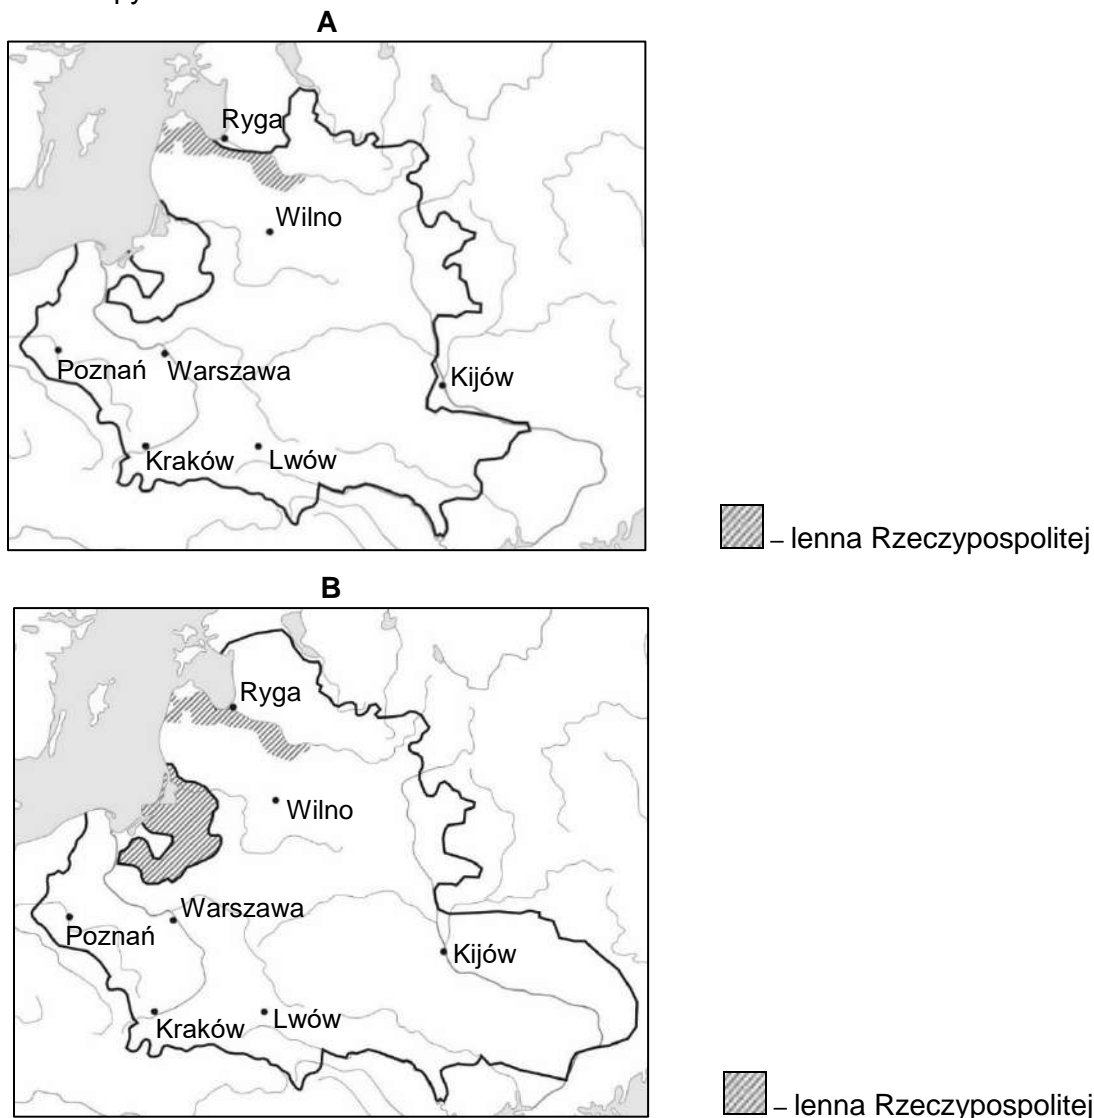 A
Ryga
Wilno
Poznań
Warszawa
Kijów
Kraków
Lwów
– lenna Rzeczypospolitej
B
Ryga
Wilno
Warszawa
Poznań
Kijów
Kraków
Lwów
– lenna Rzeczypospolitej